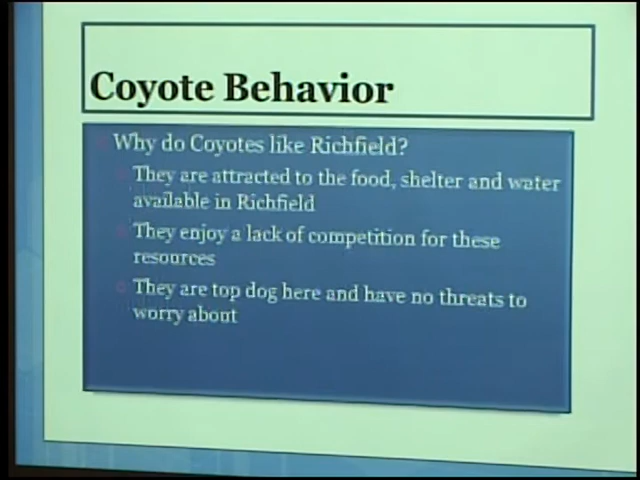 Coyote Behavior
Why do Coyotes like Richfield?
They are attracted to the food, shelter and water
available in Richfield
They enjoy a lack of competition for these
resources
They are top dog here and have no threats to
worry about